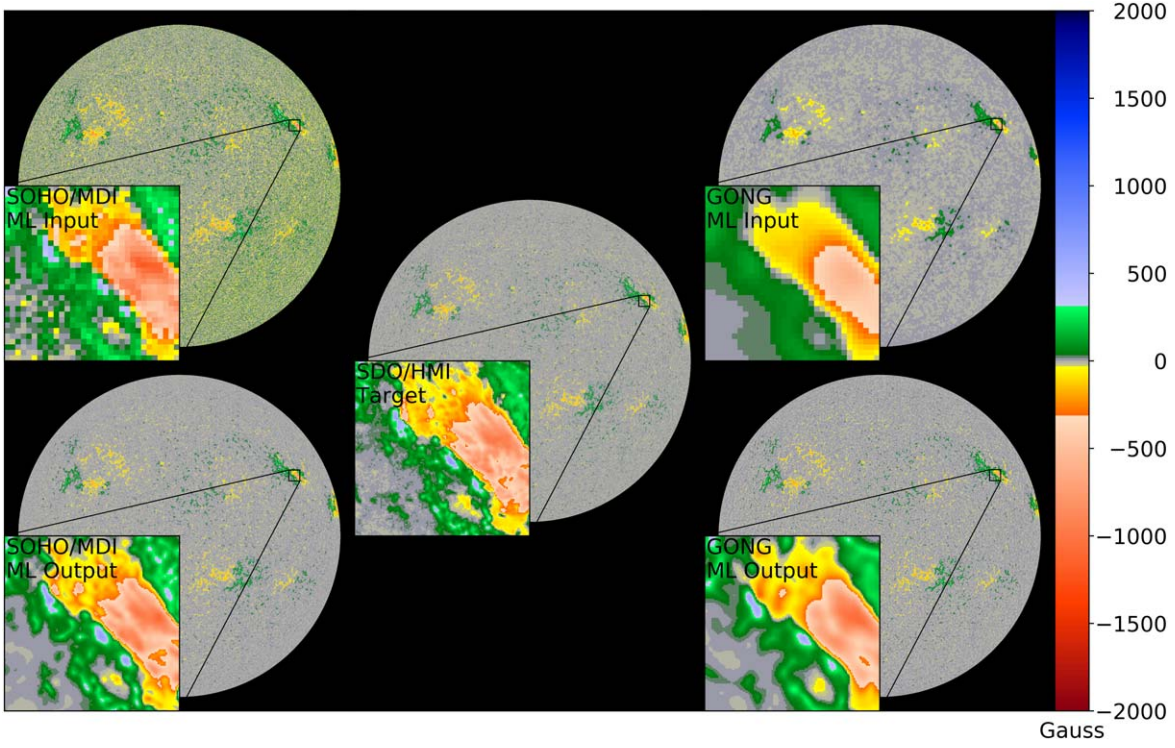 SOHO/MDI
ML Input
GONG
ML Input
SDO/HMI
Target
SOHO/MDI
ML Output
GONG
ML Output
2000
1500
1000
500
0
−500
−1000
−1500
−2000
Gauss